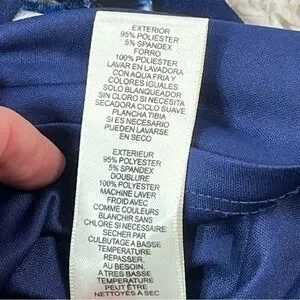 EXTERIOR
95% POLIESTER
5% SPANDEX
FORRO
100% POLIESTER
LAVAR EN LAVADORA
CON AQUA FRIA Y
COLORES IGUALES
SOLO BLANQUEADOR
SIN CLORO SI NECESITA
SECADORA CICLO SUAVE
PLANCHA TIBIA
SI ES NECESARIO
PUEDEN LAVARSE
EN SECO
EXTERIEUR
95% POLYESTER
5% SPANDEX
DOUBLURE
100% POLYESTER
MACHINE LAVER
FROID AVEC
COMME COULEURS
BLANCHIR SANS
CHLORE SI NECESSAIRE
SECHER PAR
CULBUTAGE A BASSE
TEMPERATURE
REPASSER.
AU BESOIN.
A TRES BASSE
TEMPERATURE
PEUT ÊTRE
NETTOYES A SEC